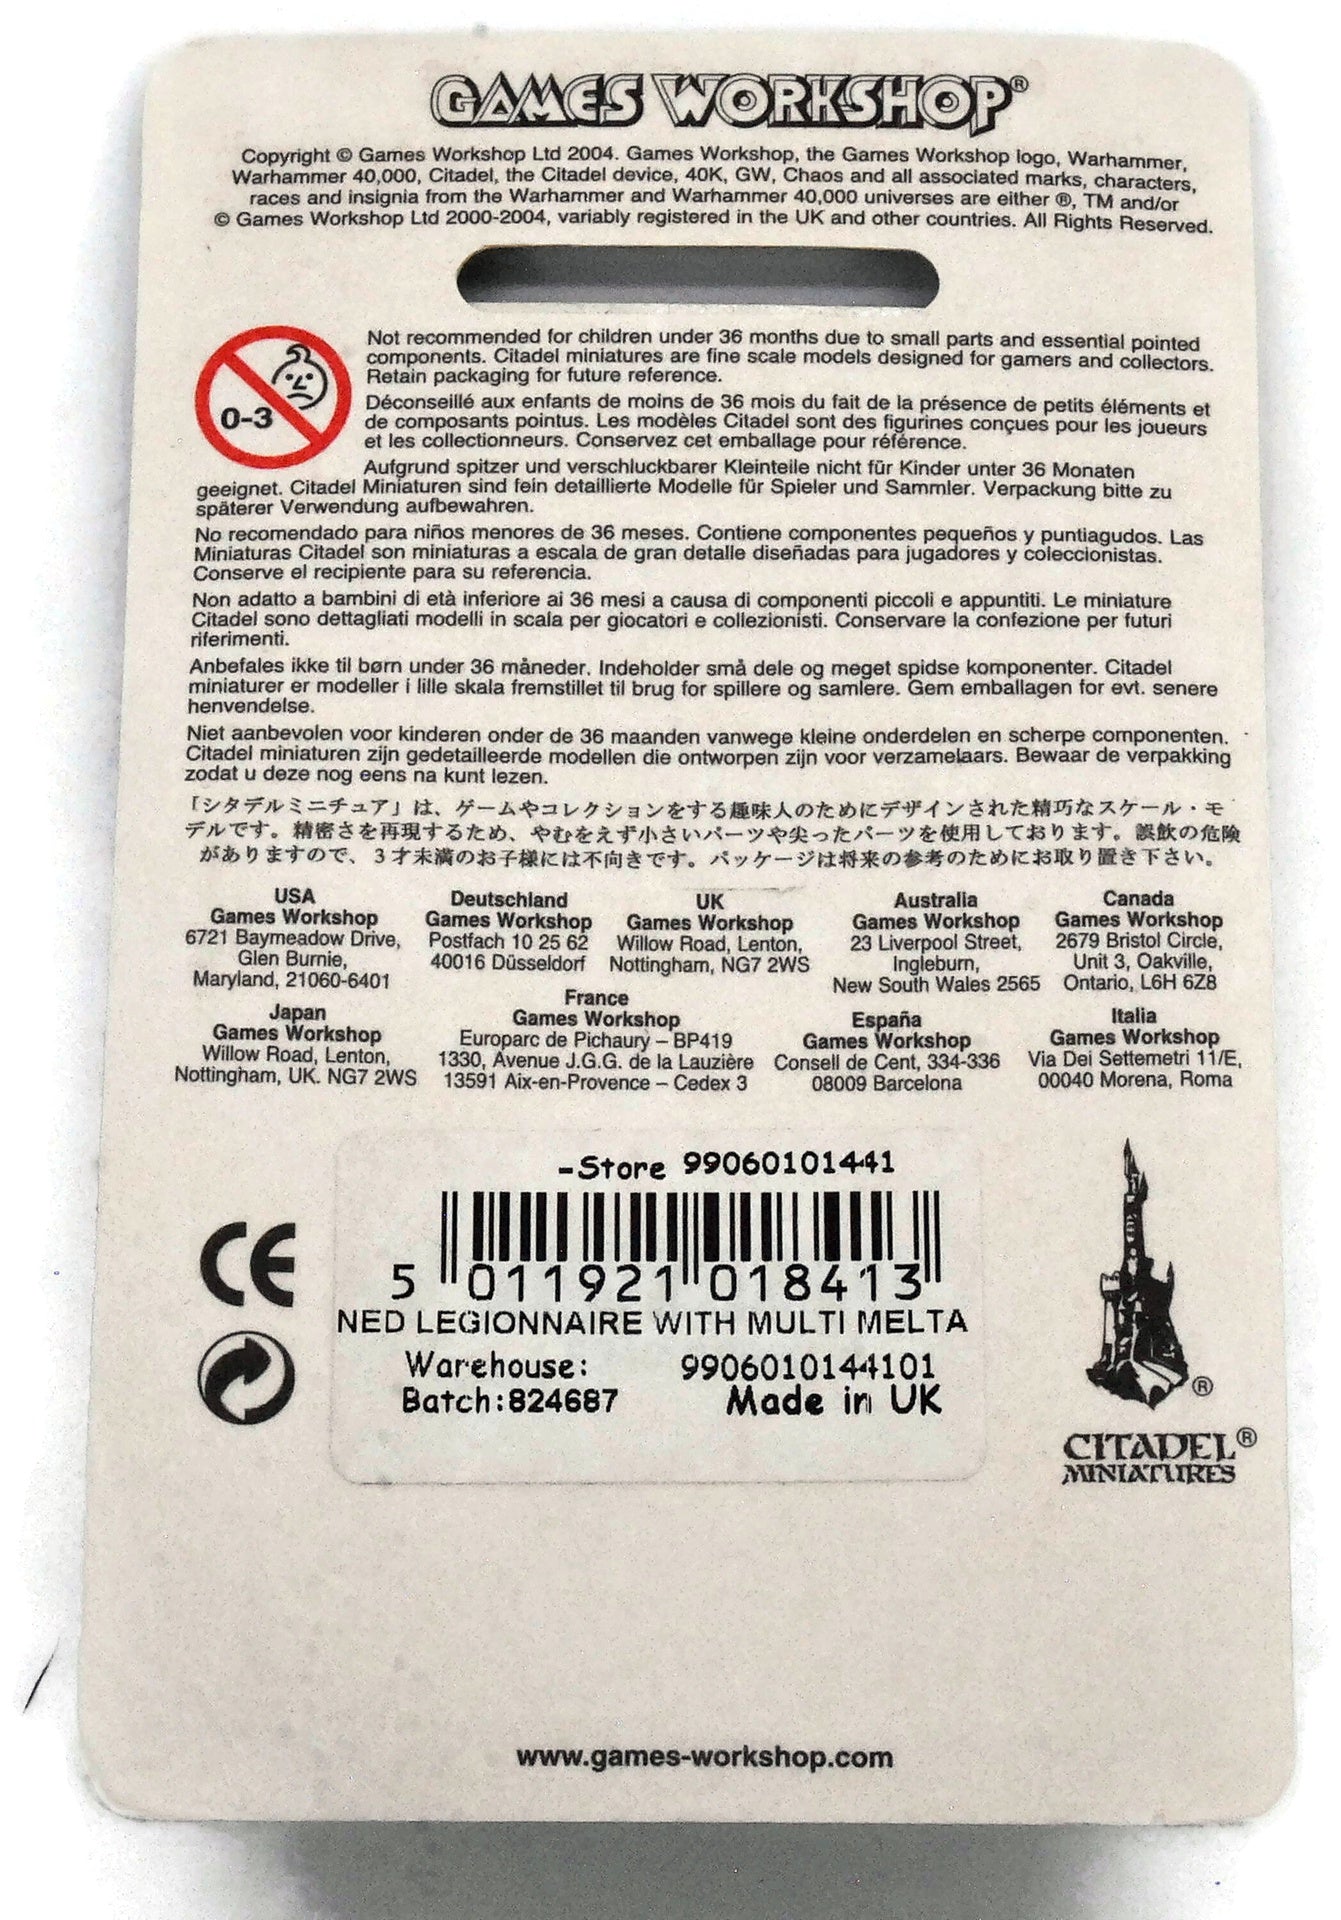 GAMES WORKSHOP®
Copyright © Games Workshop Ltd 2004. Games Workshop, the Games Workshop logo, Warhammer,
Warhammer 40,000, Citadel, the Citadel device, 40K, GW, Chaos and all associated marks, characters,
races and insignia from the Warhammer and Warhammer 40,000 universes are either ®, TM and/or
© Games Workshop Ltd 2000-2004, variably registered in the UK and other countries. All Rights Reserved.
0-3
Not recommended for children under 36 months due to small parts and essential pointed
components. Citadel miniatures are fine scale models designed for gamers and collectors.
Retain packaging for future reference.
Déconseillé aux enfants de moins de 36 mois du fait de la présence de petits éléments et
de composants pointus. Les modèles Citadel sont des figurines conçues pour les joueurs
et les collectionneurs. Conservez cet emballage pour référence.
Aufgrund spitzer und verschluckbarer Kleinteile nicht für Kinder unter 36 Monaten
geeignet. Citadel Miniaturen sind fein detaillierte Modelle für Spieler und Sammler. Verpackung bitte zu
späterer Verwendung aufbewahren.
No recomendado para niños menores de 36 meses. Contiene componentes pequeños y puntiagudos. Las
Miniaturas Citadel son miniaturas a escala de gran detalle diseñadas para jugadores y coleccionistas.
Conserve el recipiente para su referencia.
Non adatto a bambini di età inferiore ai 36 mesi a causa di componenti piccoli e appuntiti. Le miniature
Citadel sono dettagliati modelli in scala per giocatori e collezionisti. Conservare la confezione per futuri
riferimenti.
Anbefales ikke til børn under 36 måneder. Indeholder små dele og meget spidse komponenter. Citadel
miniaturer er modeller i lille skala fremstillet til brug for spillere og samlere. Gem emballagen for evt. senere
henvendelse.
Niet aanbevolen voor kinderen onder de 36 maanden vanwege kleine onderdelen en scherpe componenten.
Citadel miniaturen zijn gedetailleerde modellen die ontworpen zijn voor verzamelaars. Bewaar de verpakking
zodat u deze nog eens na kunt lezen.
「シタデルミニチュア」は、ゲームやコレクションをする趣味人のためにデザインされた精巧なスケール・モ
デルです。精密さを再現するため、やむをえず小さいパーツや尖ったパーツを使用しております。誤飲の危険
がありますので、３才未満のお子様には不向きです。パッケージは将来の参考のためにお取り置き下さい。
USA
Games Workshop
6721 Baymeadow Drive,
Glen Burnie,
Maryland, 21060-6401
Deutschland
Games Workshop
Postfach 10 25 62
40016 Düsseldorf
UK
Games Workshop
Willow Road, Lenton,
Nottingham, NG7 2WS
Australia
Games Workshop
23 Liverpool Street,
Ingleburn,
New South Wales 2565
Canada
Games Workshop
2679 Bristol Circle,
Unit 3, Oakville,
Ontario, L6H 6Z8
Japan
Games Workshop
Willow Road, Lenton,
Nottingham, UK. NG7 2WS
France
Games Workshop
Europarc de Pichaury – BP419
1330, Avenue J.G.G. de la Lauzière
13591 Aix-en-Provence – Cedex 3
España
Games Workshop
Consell de Cent, 334-336
08009 Barcelona
Italia
Games Workshop
Via Dei Settemetri 11/E,
00040 Morena, Roma
-Store 99060101441
5 011921 018413
NED LEGIONNAIRE WITH MULTI MELTA
Warehouse: 9906010144101
Batch:824687 Made in UK
CE
®
CITADEL®
MINIATURES
www.games-workshop.com